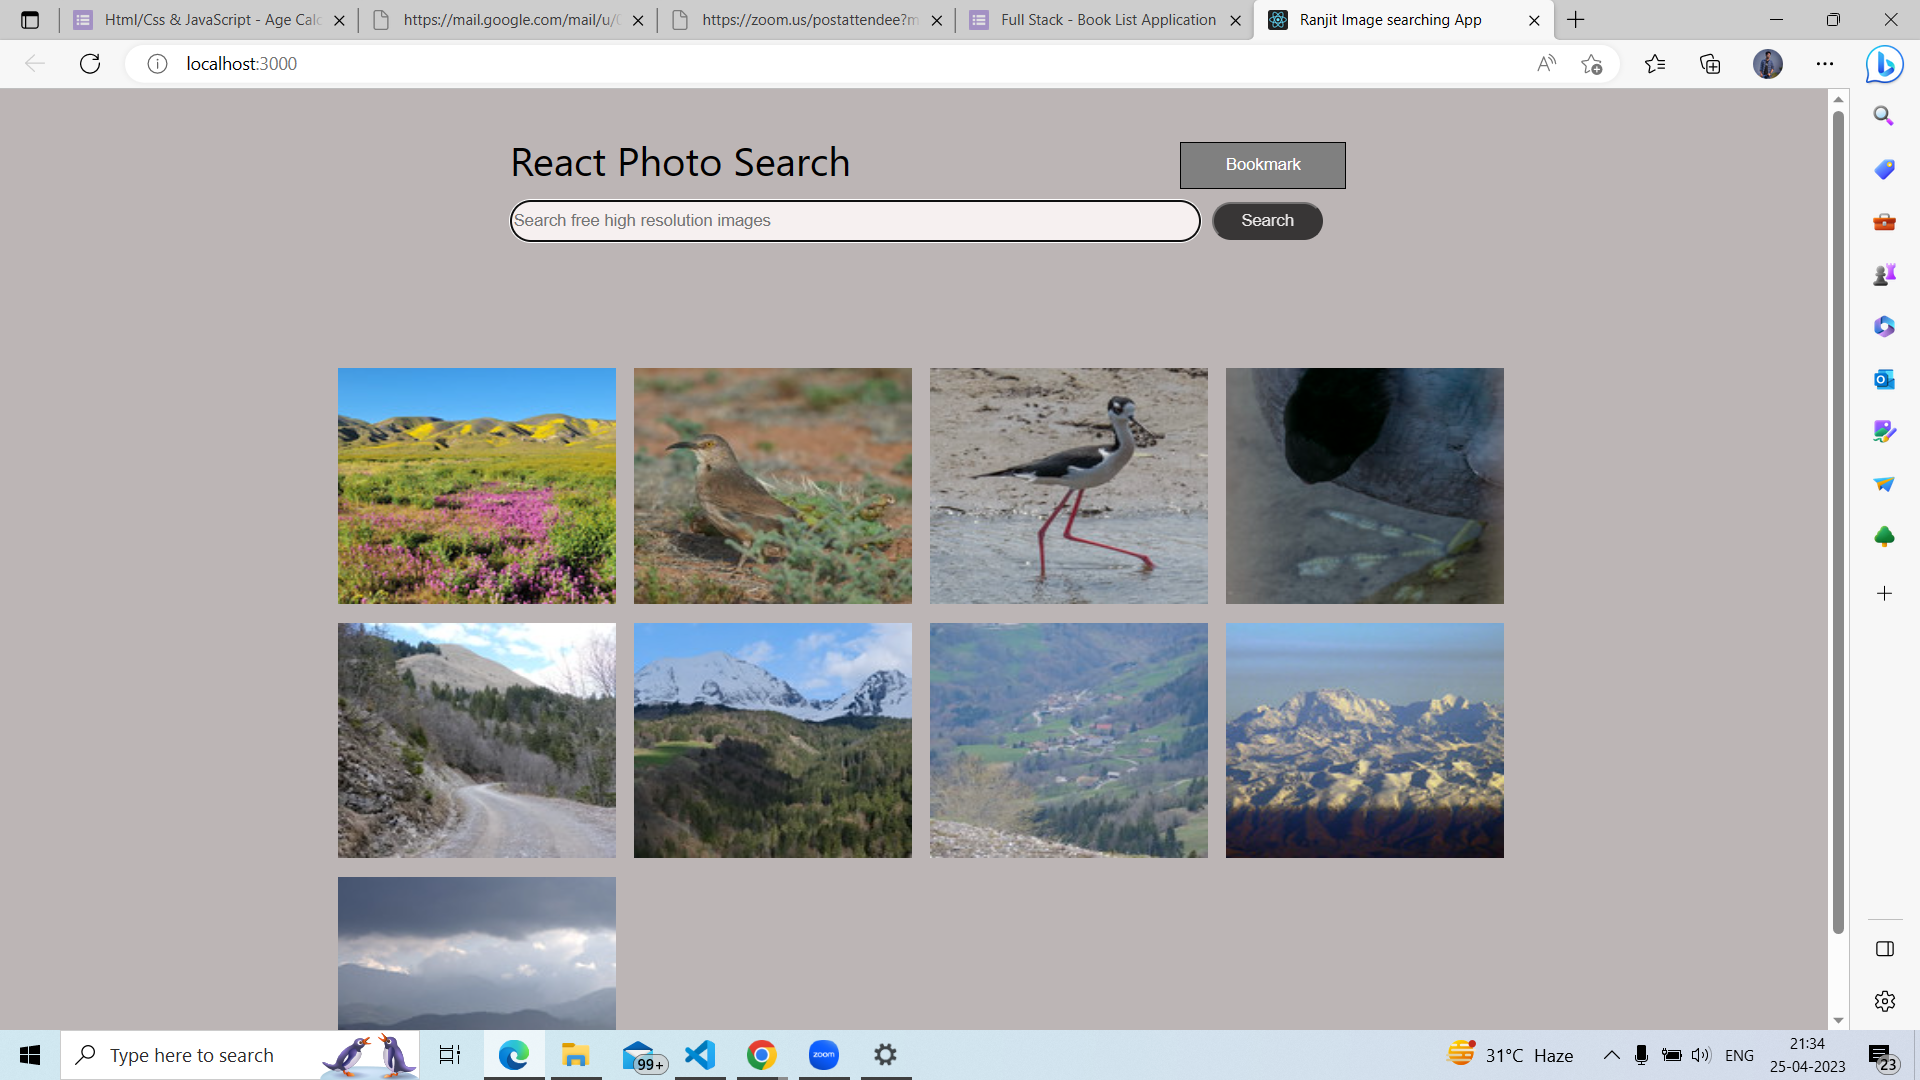 Html/Css & JavaScript - Age Calc
https://mail.google.com/mail/u/0
https://zoom.us/postattendee?m
Full Stack - Book List Application
Ranjit Image searching App
localhost:3000
React Photo Search
Bookmark
Search free high resolution images
Search
Type here to search
99+
zoom
31°C Haze
ENG
21:34
25-04-2023
23